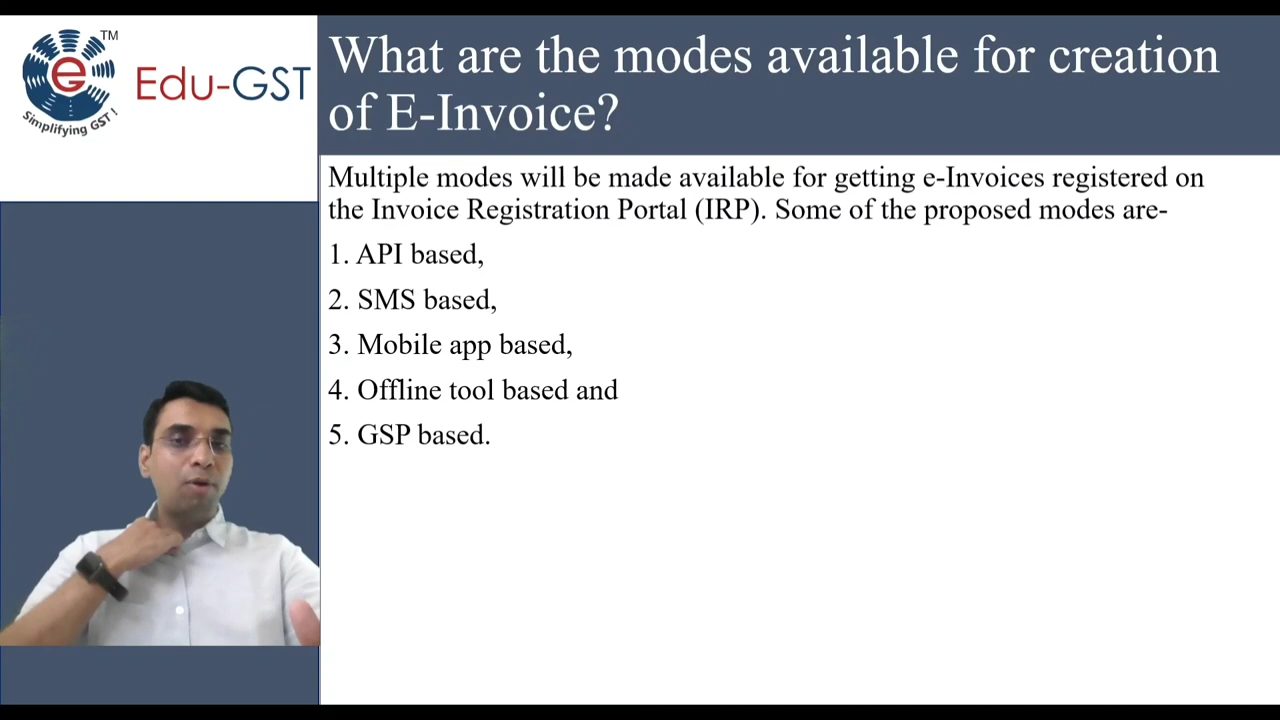 TM
e
Simplifying GST !
Edu-GST
What are the modes available for creation
of E-Invoice?
Multiple modes will be made available for getting e-Invoices registered on
the Invoice Registration Portal (IRP). Some of the proposed modes are-
1. API based,
2. SMS based,
3. Mobile app based,
4. Offline tool based and
5. GSP based.